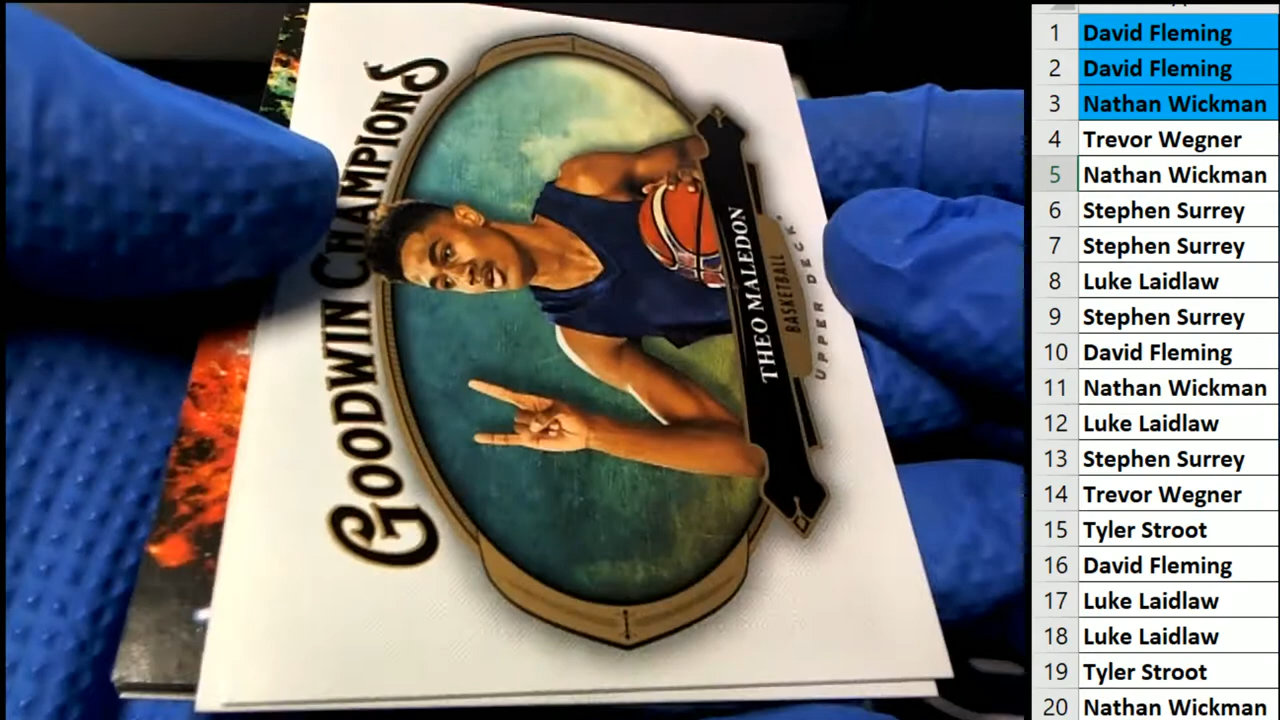 GOODWIN CHAMPIONS
THEO MALEDON
BASKETBALL
UPPER DECK
1 David Fleming
2 David Fleming
3 Nathan Wickman
4 Trevor Wegner
5 Nathan Wickman
6 Stephen Surrey
7 Stephen Surrey
8 Luke Laidlaw
9 Stephen Surrey
10 David Fleming
11 Nathan Wickman
12 Luke Laidlaw
13 Stephen Surrey
14 Trevor Wegner
15 Tyler Stroot
16 David Fleming
17 Luke Laidlaw
18 Luke Laidlaw
19 Tyler Stroot
20 Nathan Wickman